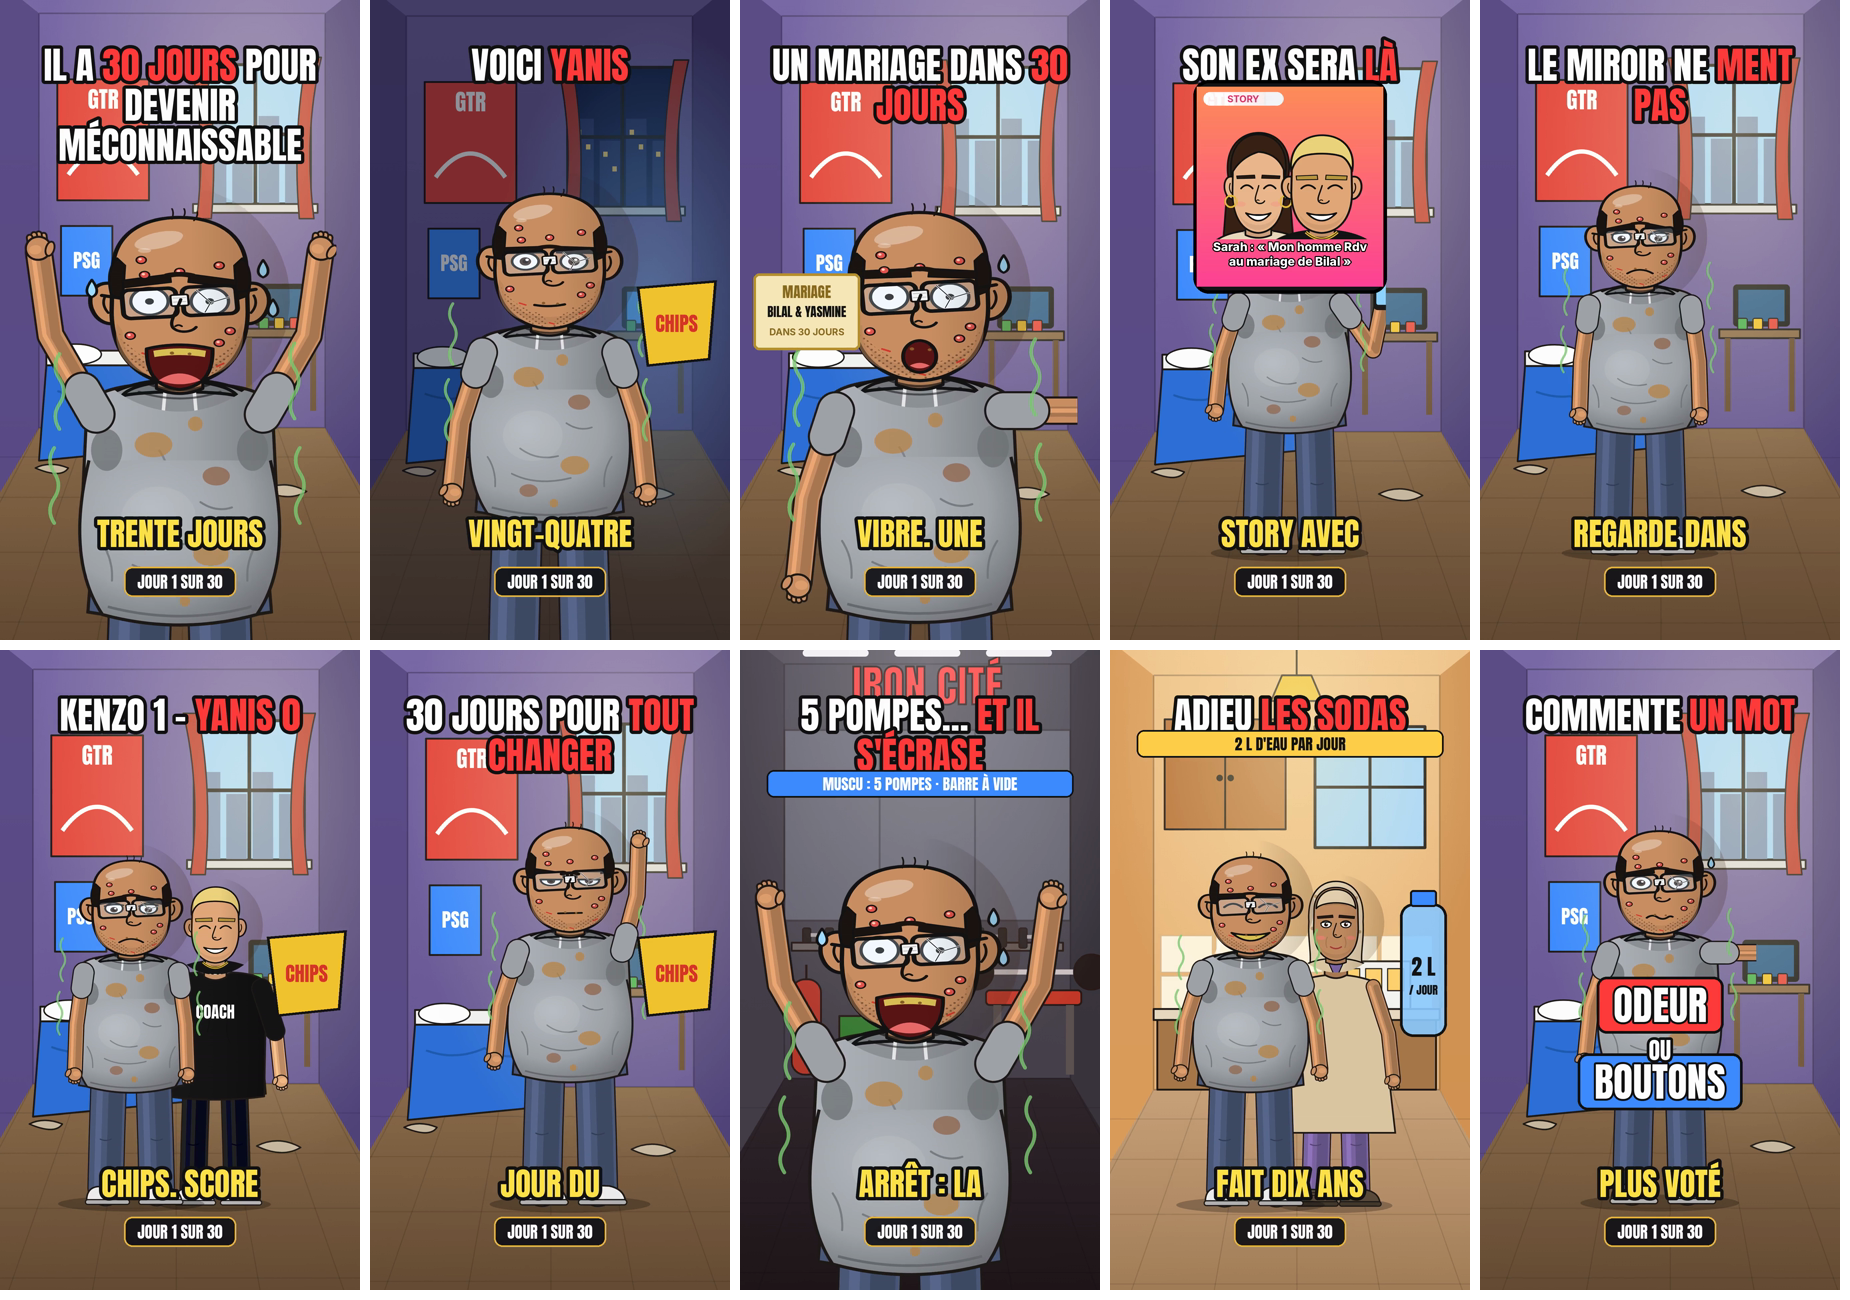 IL A 30 JOURS POUR
DEVENIR
MÉCONNAISSABLE
GTR
PSG
TRENTE JOURS
JOUR 1 SUR 30
VOICI YANIS
GTR
PSG
CHIPS
VINGT-QUATRE
JOUR 1 SUR 30
UN MARIAGE DANS 30
JOURS
GTR
PSG
MARIAGE
BILAL & YASMINE
DANS 30 JOURS
VIBRE. UNE
JOUR 1 SUR 30
SON EX SERA LÀ
STORY
Sarah : « Mon homme Rdv
au mariage de Bilal »
STORY AVEC
JOUR 1 SUR 30
LE MIROIR NE MENT
PAS
GTR
PSG
REGARDE DANS
JOUR 1 SUR 30
KENZO 1 - YANIS 0
GTR
PS
COACH
CHIPS
CHIPS. SCORE
JOUR 1 SUR 30
30 JOURS POUR TOUT
CHANGER
GTR
PSG
CHIPS
JOUR DU
JOUR 1 SUR 30
IRON CITÉ
5 POMPES... ET IL
S'ÉCRASE
MUSCU : 5 POMPES · BARRE À VIDE
ARRÊT : LA
JOUR 1 SUR 30
ADIEU LES SODAS
2 L D'EAU PAR JOUR
2 L
/ JOUR
FAIT DIX ANS
JOUR 1 SUR 30
COMMENTE UN MOT
GTR
PSG
ODEUR
OU
BOUTONS
PLUS VOTÉ
JOUR 1 SUR 30